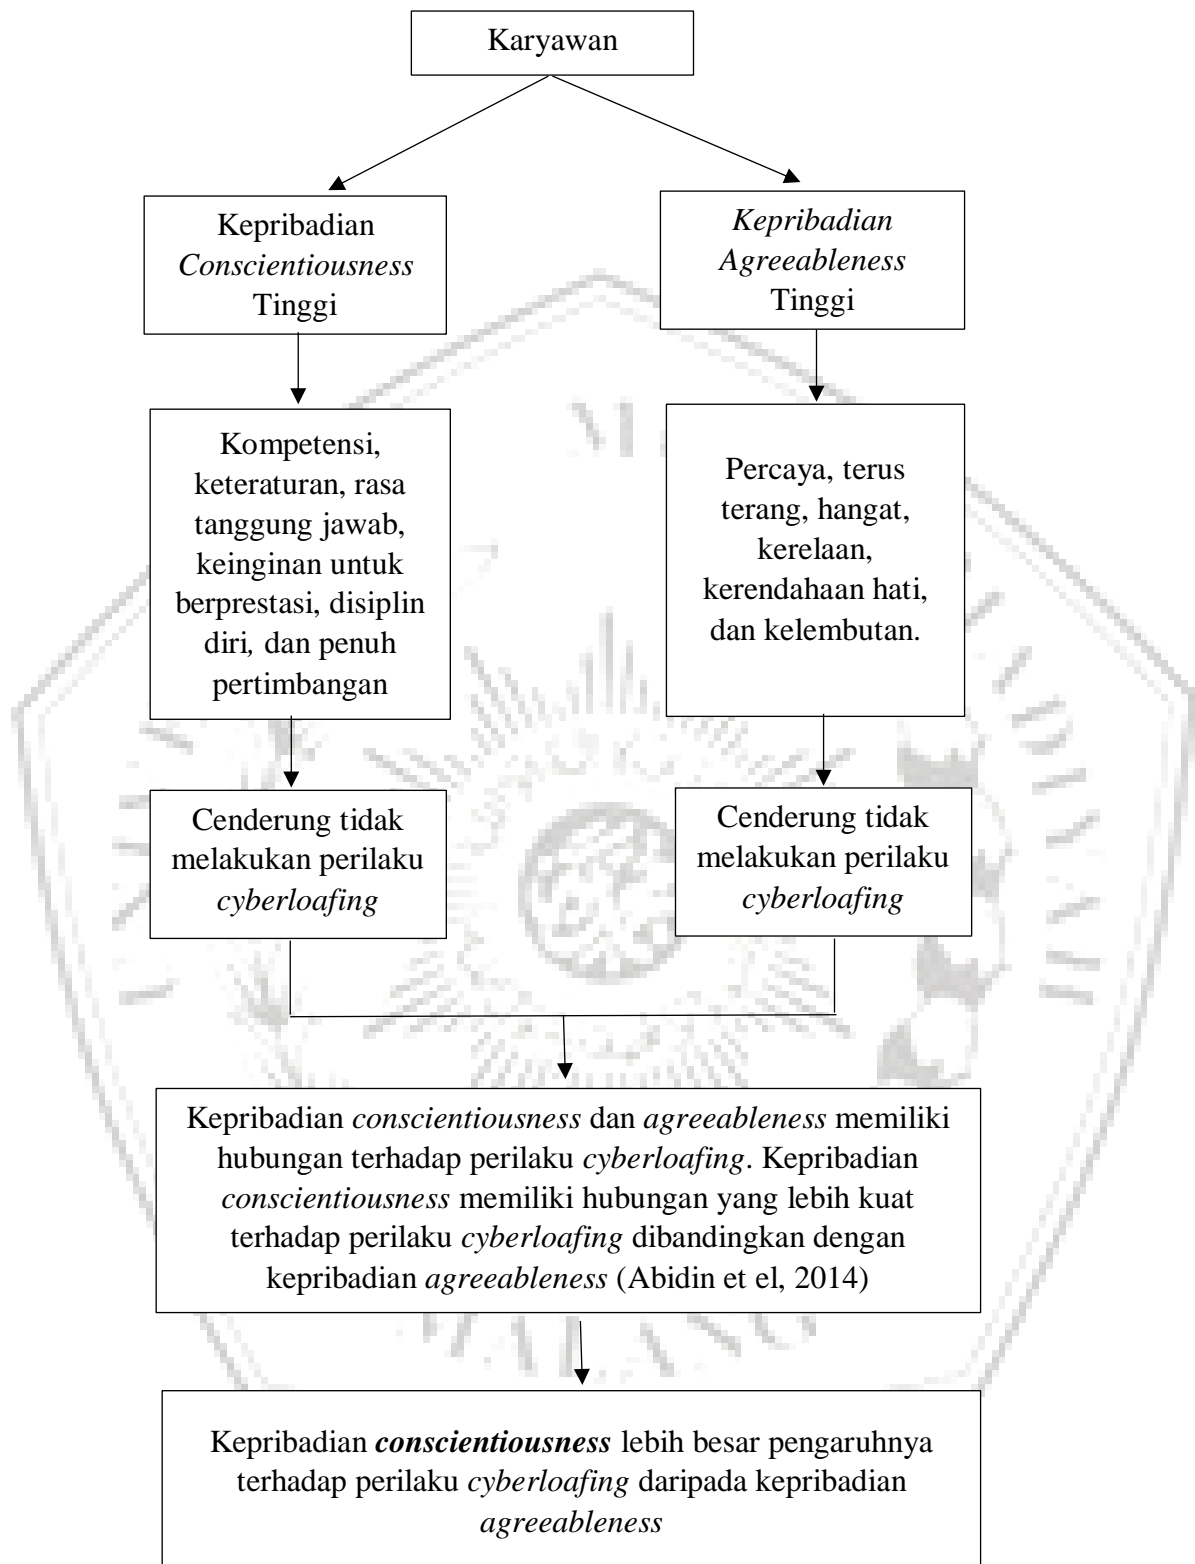 Karyawan
Kepribadian
Conscientiousness
Tinggi
Kepribadian
Agreeableness
Tinggi
Kompetensi,
keteraturan, rasa
tanggung jawab,
keinginan untuk
berprestasi, disiplin
diri, dan penuh
pertimbangan
Percaya, terus
terang, hangat,
kerelaan,
kerendahaan hati,
dan kelembutan.
Cenderung tidak
melakukan perilaku
cyberloafing
Cenderung tidak
melakukan perilaku
cyberloafing
Kepribadian conscientiousness dan agreeableness memiliki
hubungan terhadap perilaku cyberloafing. Kepribadian
conscientiousness memiliki hubungan yang lebih kuat
terhadap perilaku cyberloafing dibandingkan dengan
kepribadian agreeableness (Abidin et el, 2014)
Kepribadian conscientiousness lebih besar pengaruhnya
terhadap perilaku cyberloafing daripada kepribadian
agreeableness